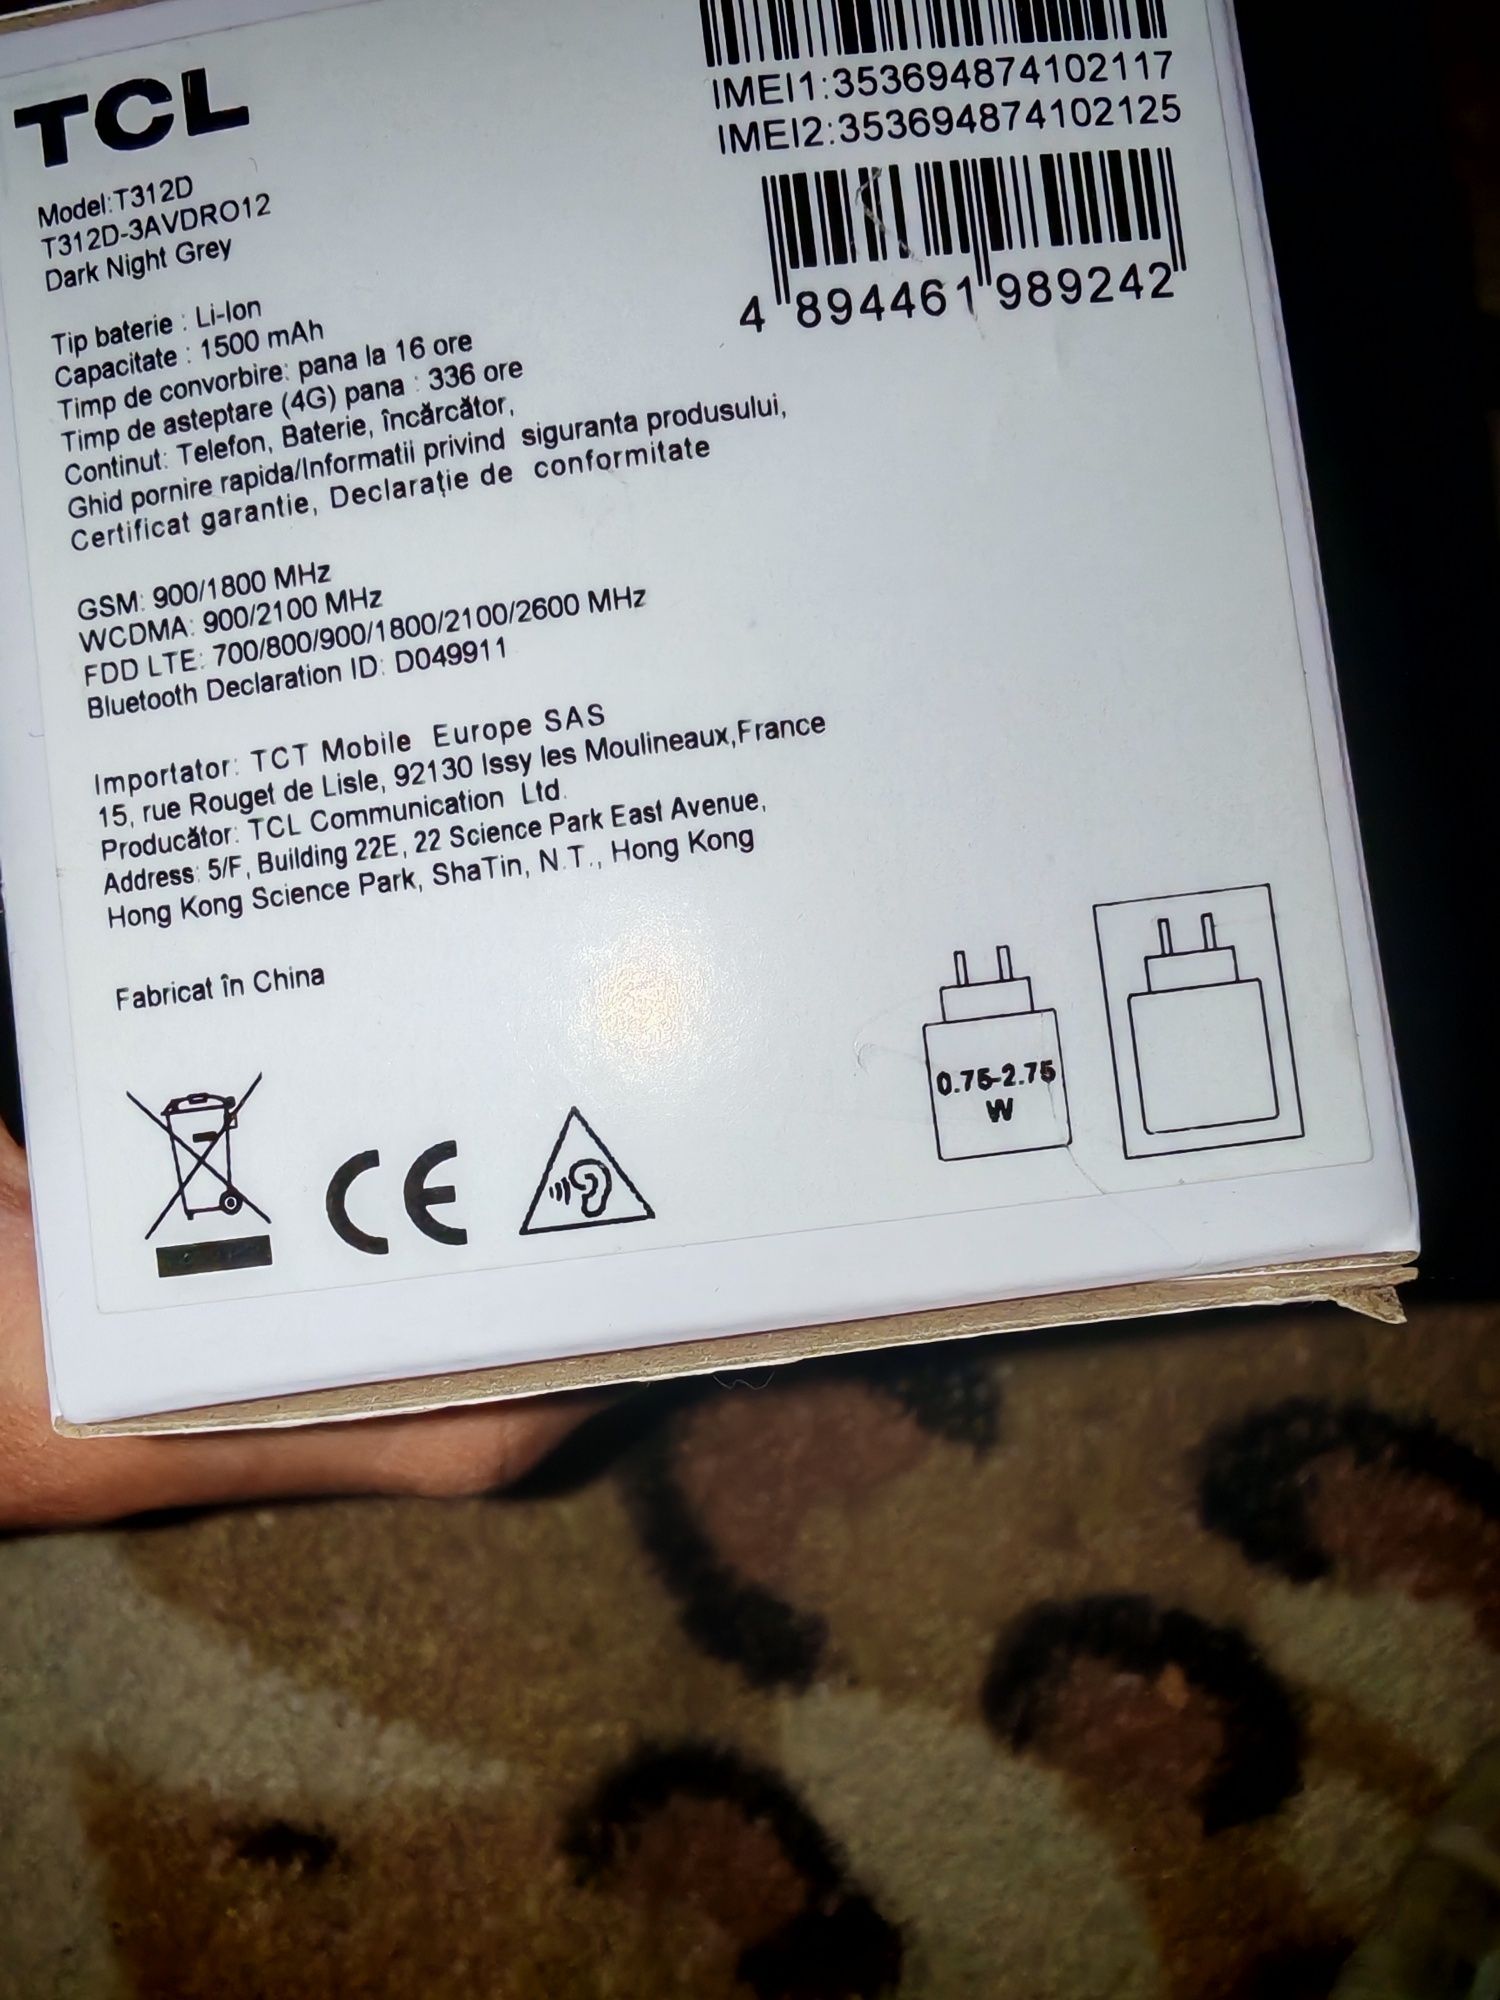 TCL
Model:T312D
T312D-3AVDRO12
Dark Night Grey
IMEI1:353694874102117
IMEI2:353694874102125
4 894461 989242
Tip baterie : Li-Ion
Capacitate : 1500 mAh
Timp de convorbire: pana la 16 ore
Timp de asteptare (4G) pana : 336 ore
Continut: Telefon, Baterie, încărcător,
Ghid pornire rapida/Informatii privind siguranta produsului,
Certificat garantie, Declarație de conformitate
GSM: 900/1800 MHz
WCDMA: 900/2100 MHz
FDD LTE: 700/800/900/1800/2100/2600 MHz
Bluetooth Declaration ID: D049911
Importator: TCT Mobile Europe SAS
15, rue Rouget de Lisle, 92130 Issy les Moulineaux,France
Producător: TCL Communication Ltd.
Address: 5/F, Building 22E, 22 Science Park East Avenue,
Hong Kong Science Park, ShaTin, N.T., Hong Kong
Fabricat în China
CE
0.75-2.75
W